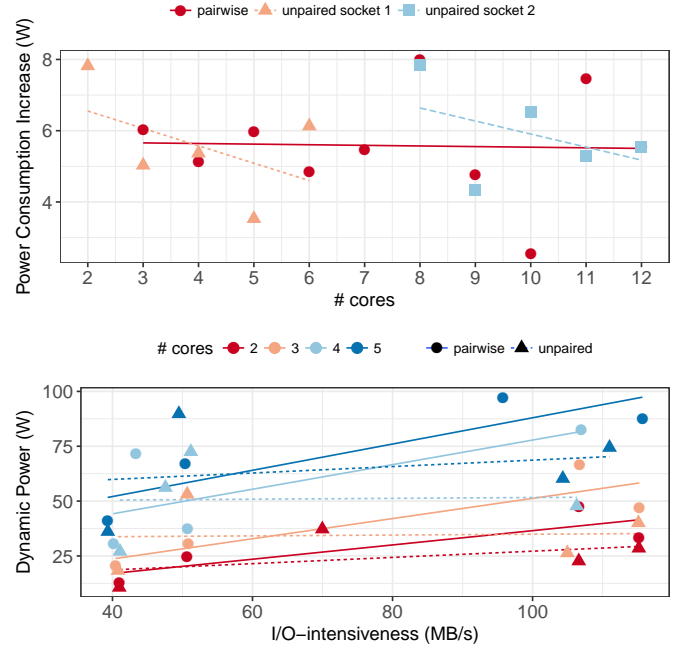 pairwise unpaired socket 1 unpaired socket 2
Power Consumption Increase (W)
8
6
4
2 3 4 5 6 7 8 9 10 11 12
# cores
# cores 2 3 4 5 pairwise unpaired
Dynamic Power (W)
100
75
50
25
40 60 80 100
I/O−intensiveness (MB/s)